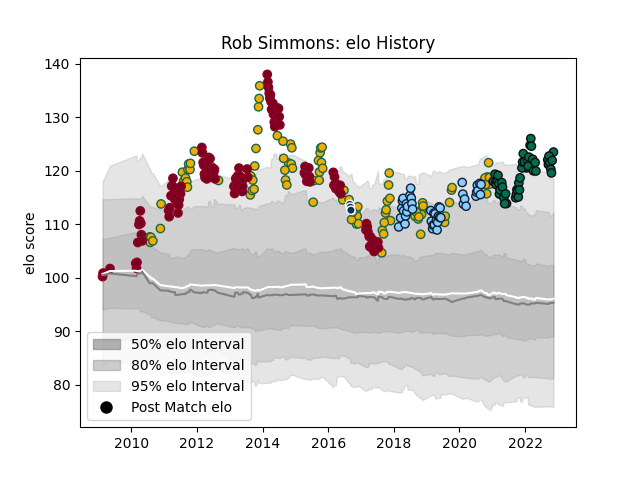 Rob Simmons: elo History
elo score
140
130
120
110
100
90
80
50% elo Interval
80% elo Interval
95% elo Interval
Post Match elo
2010 2012 2014 2016 2018 2020 2022